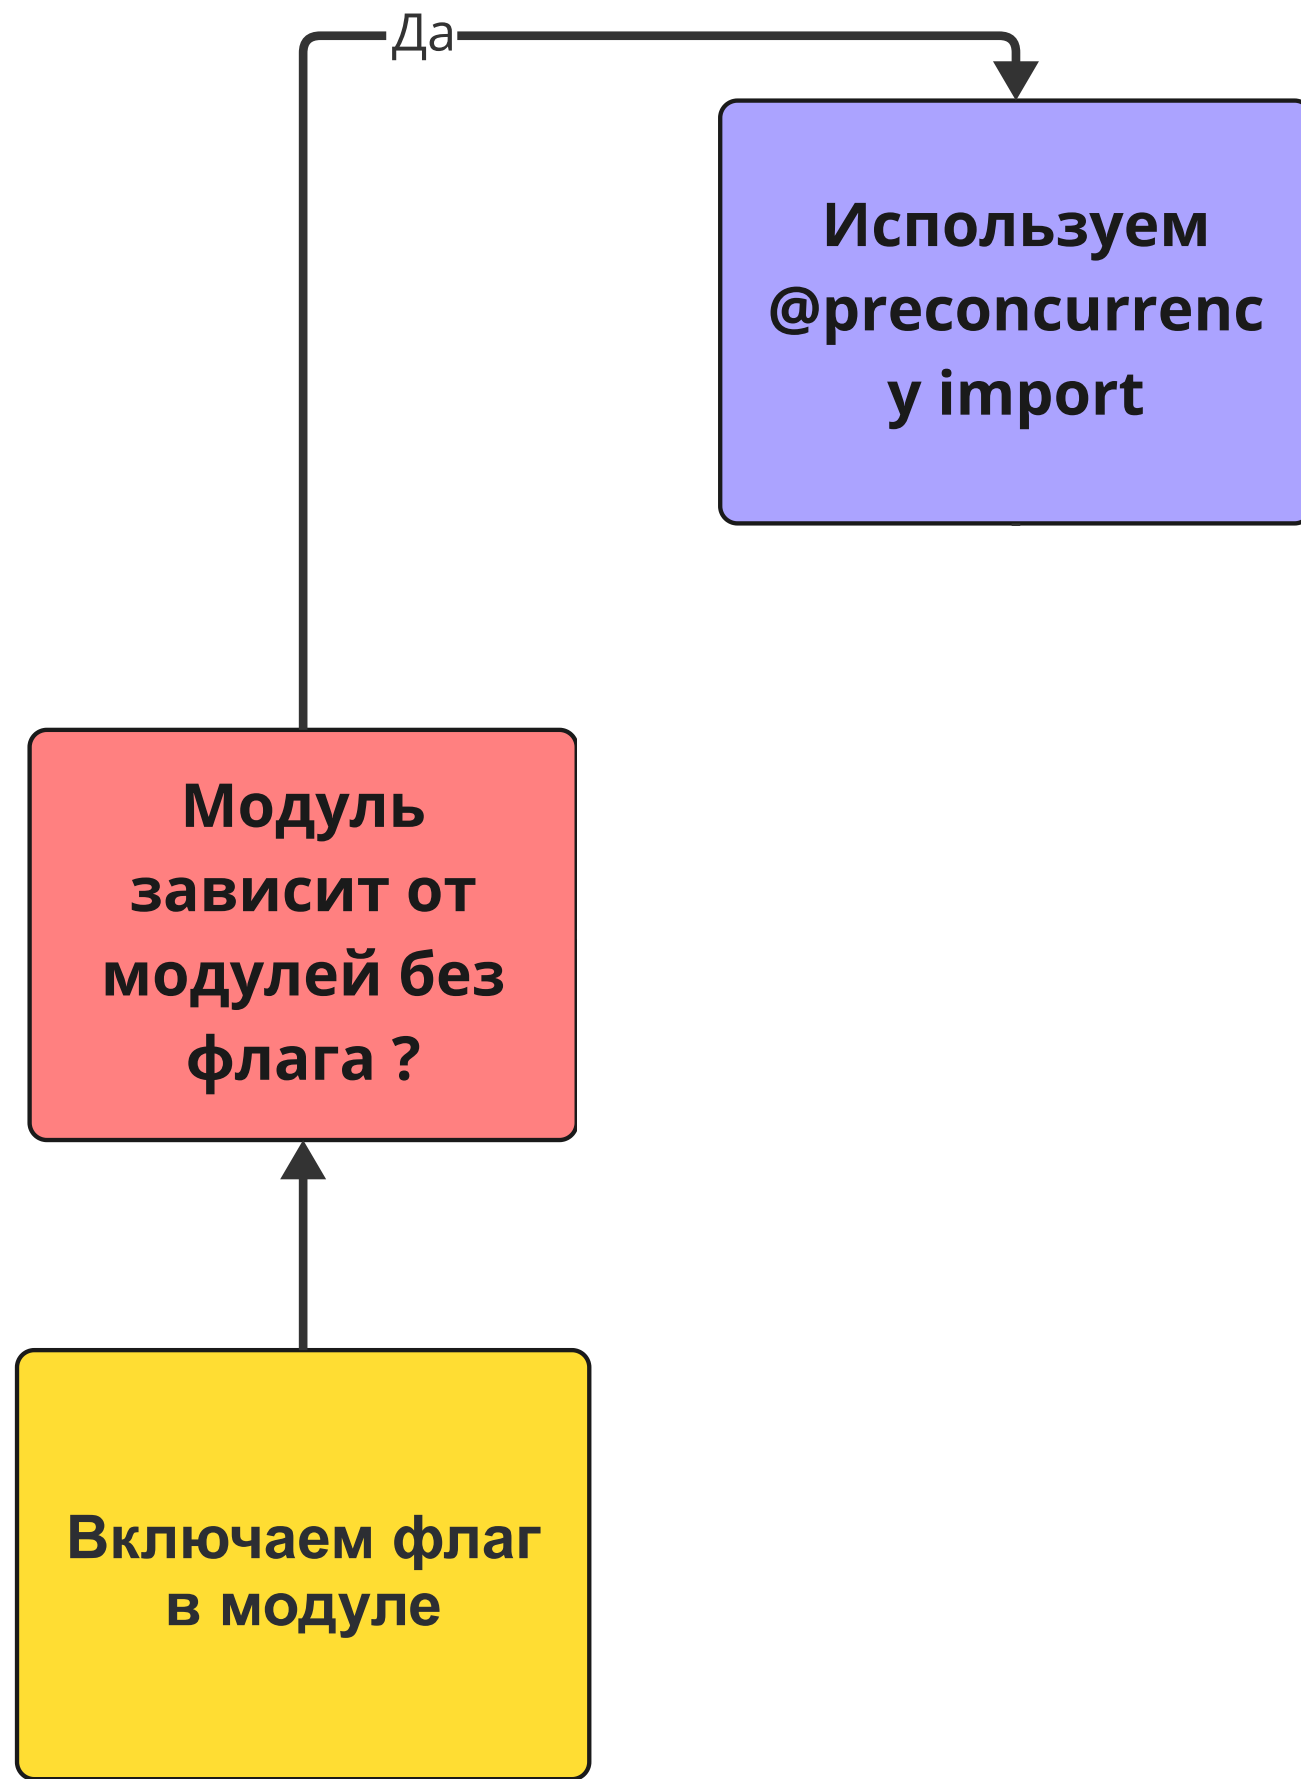 Да
Используем
@preconcurrenc
y import
Модуль
зависит от
модулей без
флага ?
Включаем флаг
в модуле